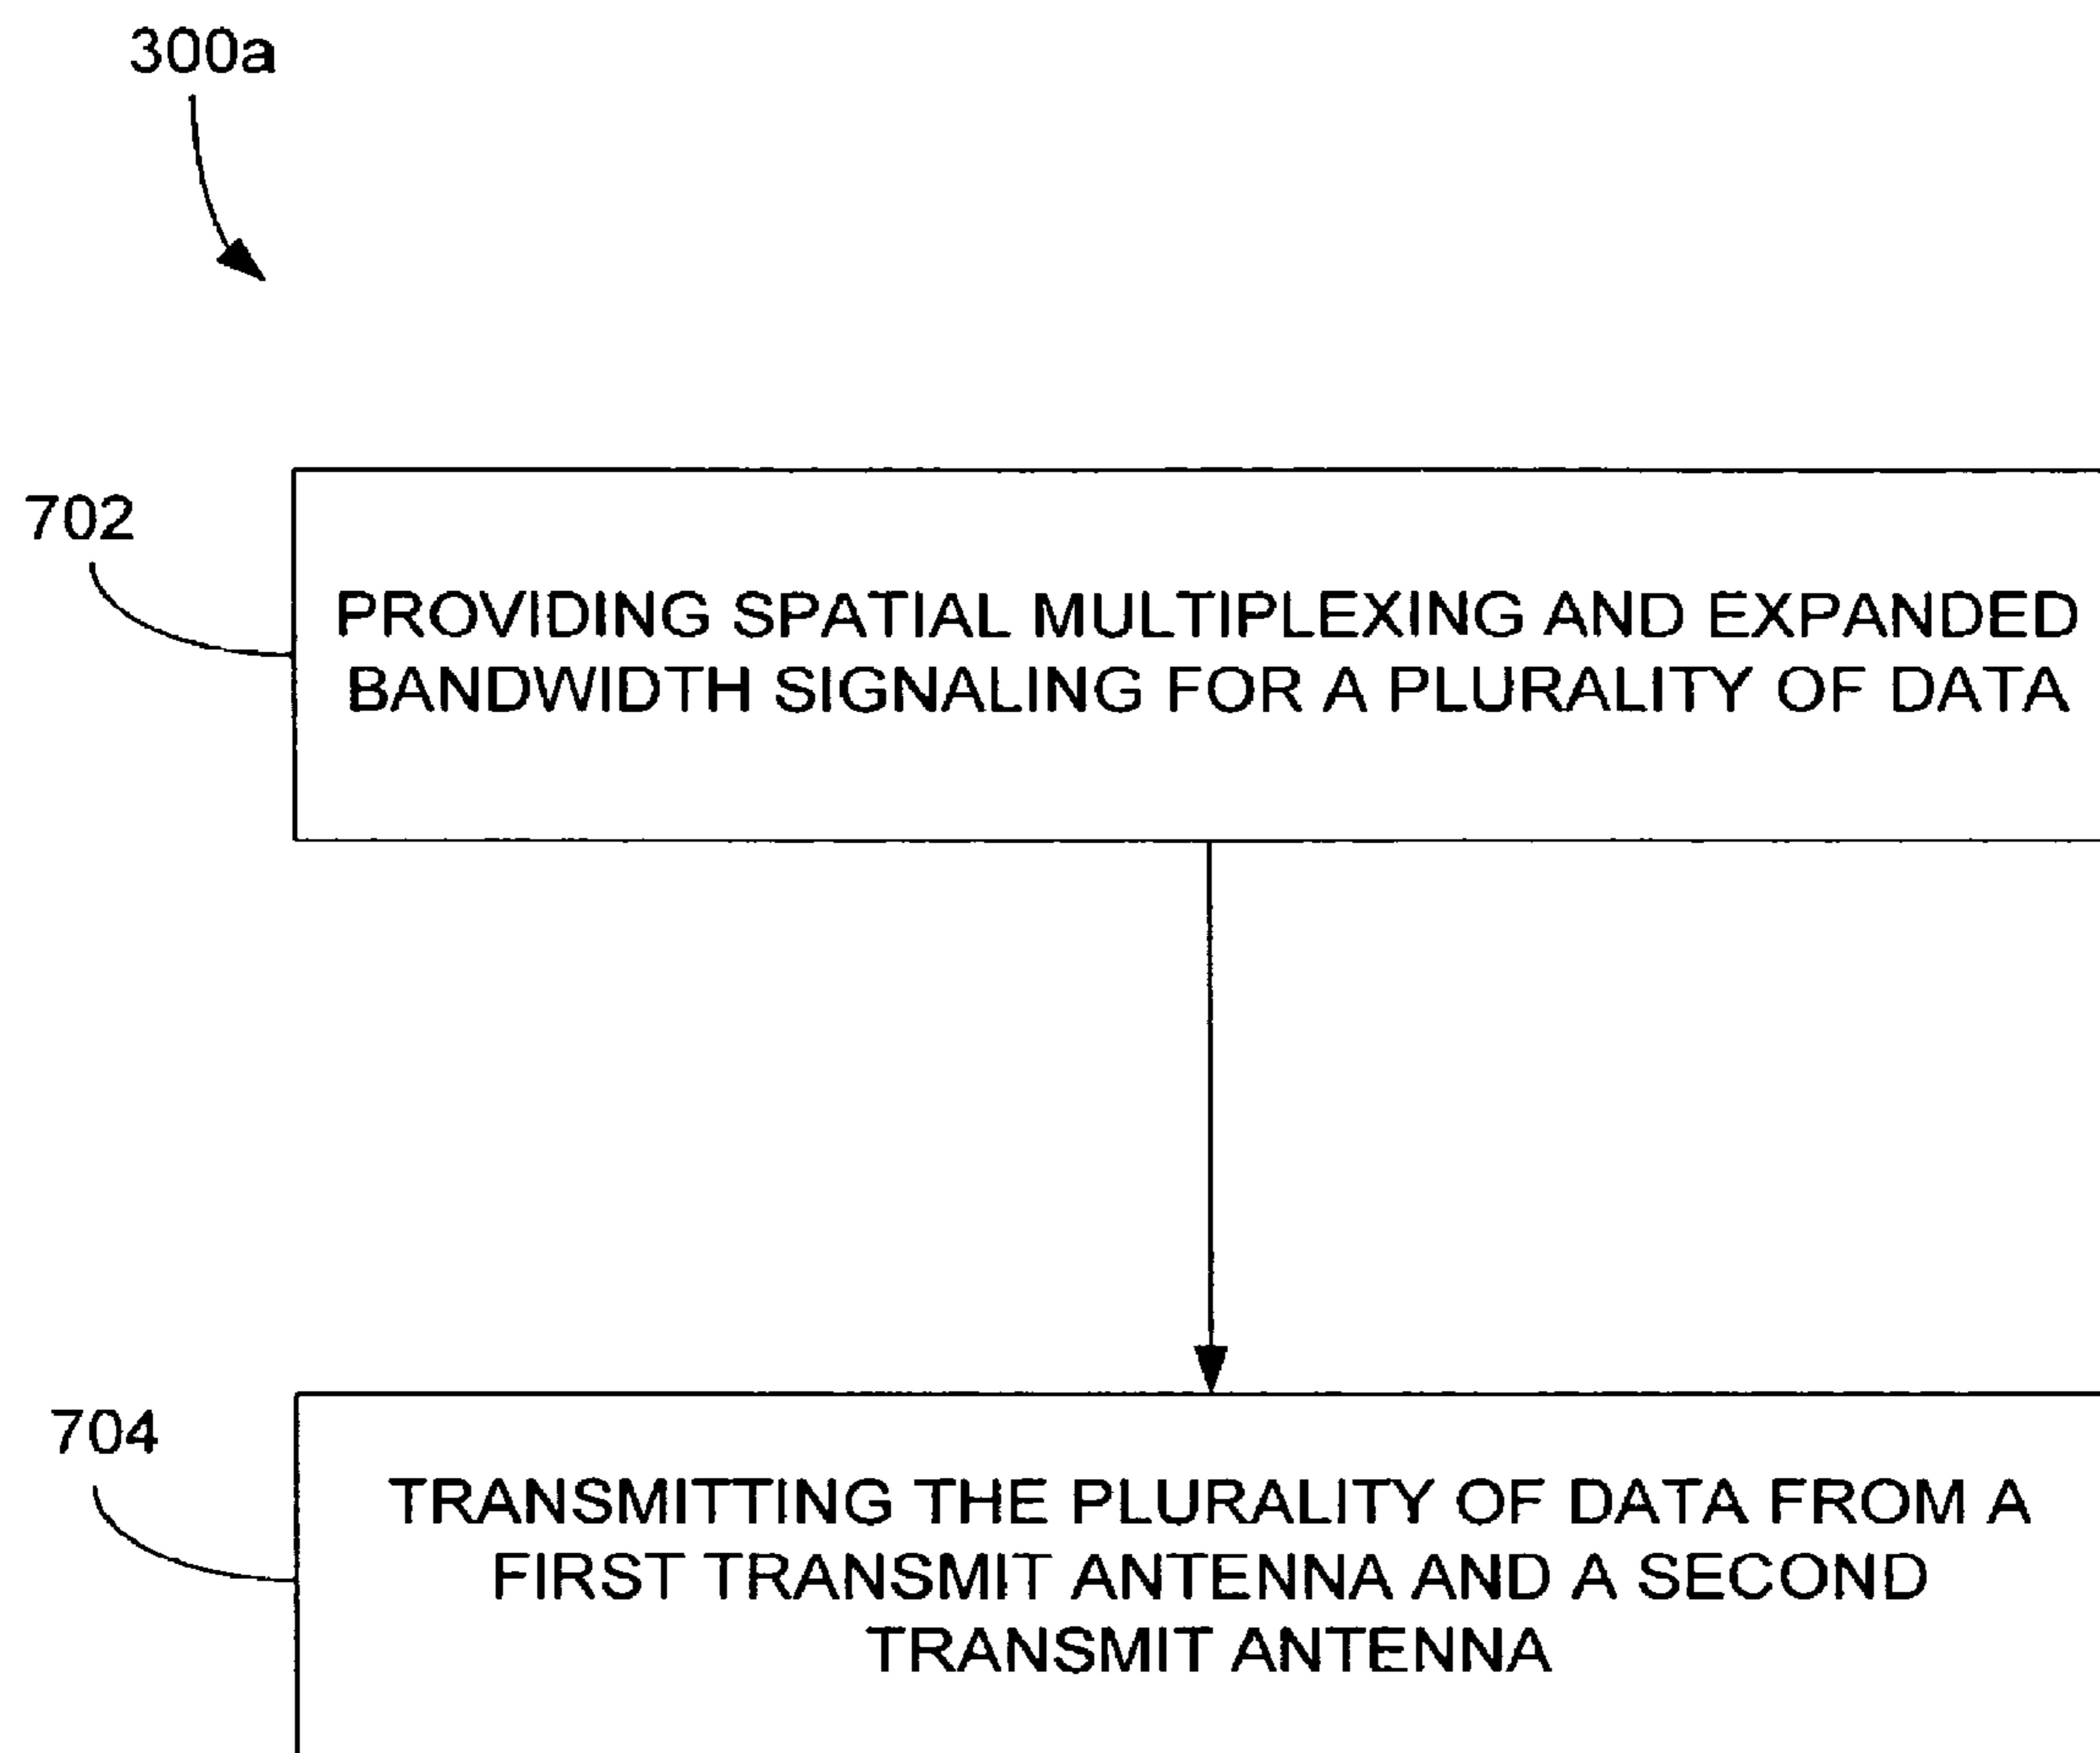 300a
702
PROVIDING SPATIAL MULTIPLEXING AND EXPANDED
BANDWIDTH SIGNALING FOR A PLURALITY OF DATA
704
TRANSMITTING THE PLURALITY OF DATA FROM A
FIRST TRANSMIT ANTENNA AND A SECOND
TRANSMIT ANTENNA